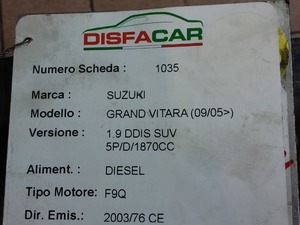 DISFACAR
Numero Scheda : 1035
Marca : SUZUKI
Modello : GRAND VITARA (09/05>)
Versione : 1.9 DDIS SUV
5P/D/1870CC
Aliment. : DIESEL
Tipo Motore: F9Q
Dir. Emis.: 2003/76 CE